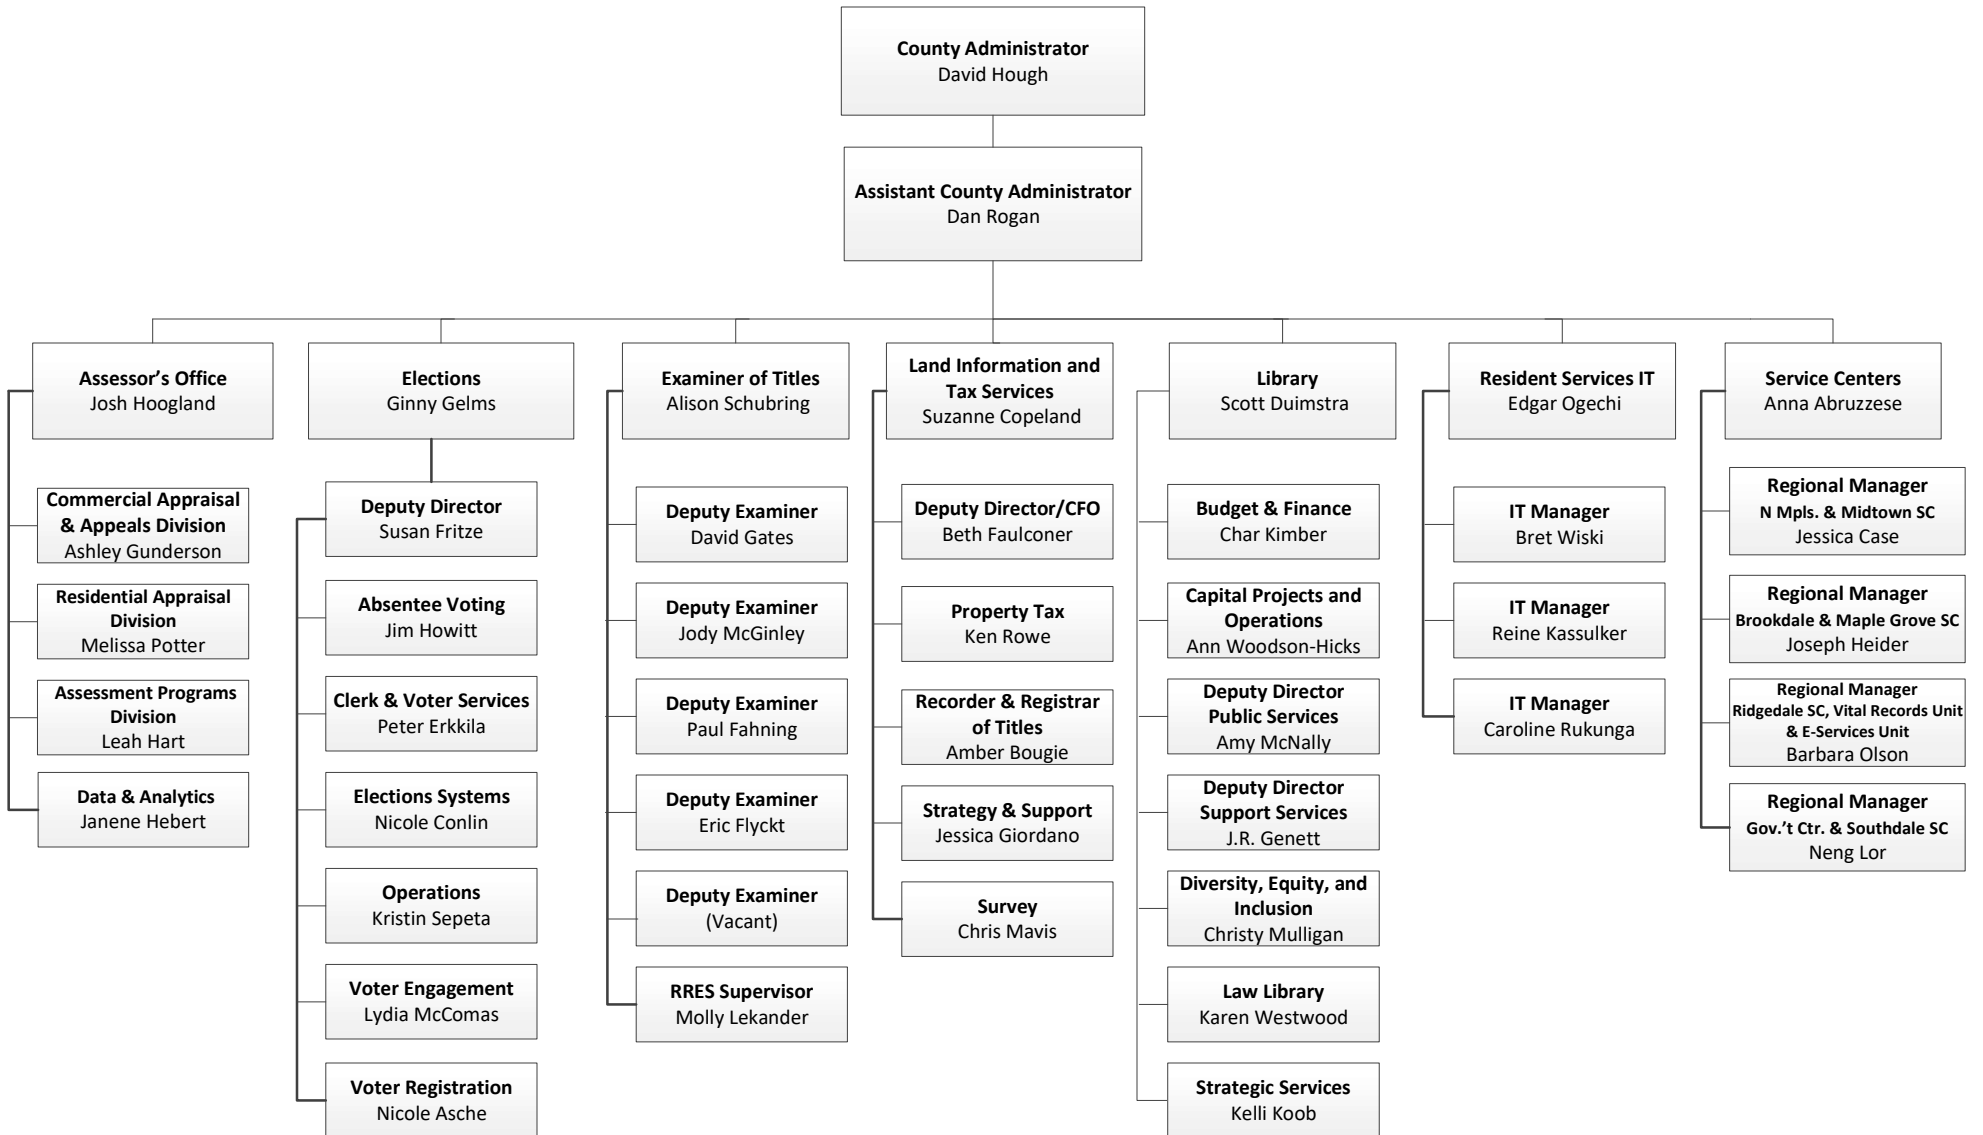 County Administrator
David Hough
Assistant County Administrator
Dan Rogan
Assessor’s Office
Josh Hoogland
Commercial Appraisal
& Appeals Division
Ashley Gunderson
Residential Appraisal
Division
Melissa Potter
Assessment Programs
Division
Leah Hart
Data & Analytics
Janene Hebert
Elections
Ginny Gelms
Deputy Director
Susan Fritze
Absentee Voting
Jim Howitt
Clerk & Voter Services
Peter Erkkila
Elections Systems
Nicole Conlin
Operations
Kristin Sepeta
Voter Engagement
Lydia McComas
Voter Registration
Nicole Asche
Examiner of Titles
Alison Schubring
Deputy Examiner
David Gates
Deputy Examiner
Jody McGinley
Deputy Examiner
Paul Fahning
Deputy Examiner
Eric Flyckt
Deputy Examiner
(Vacant)
RRES Supervisor
Molly Lekander
Land Information and
Tax Services
Suzanne Copeland
Deputy Director/CFO
Beth Faulconer
Property Tax
Ken Rowe
Recorder & Registrar
of Titles
Amber Bougie
Strategy & Support
Jessica Giordano
Survey
Chris Mavis
Library
Scott Duimstra
Budget & Finance
Char Kimber
Capital Projects and
Operations
Ann Woodson-Hicks
Deputy Director
Public Services
Amy McNally
Deputy Director
Support Services
J.R. Genett
Diversity, Equity, and
Inclusion
Christy Mulligan
Law Library
Karen Westwood
Strategic Services
Kelli Koob
Resident Services IT
Edgar Ogechi
IT Manager
Bret Wiski
IT Manager
Reine Kassulker
IT Manager
Caroline Rukunga
Service Centers
Anna Abruzzese
Regional Manager
N Mpls. & Midtown SC
Jessica Case
Regional Manager
Brookdale & Maple Grove SC
Joseph Heider
Regional Manager
Ridgedale SC, Vital Records Unit
& E-Services Unit
Barbara Olson
Regional Manager
Gov.’t Ctr. & Southdale SC
Neng Lor